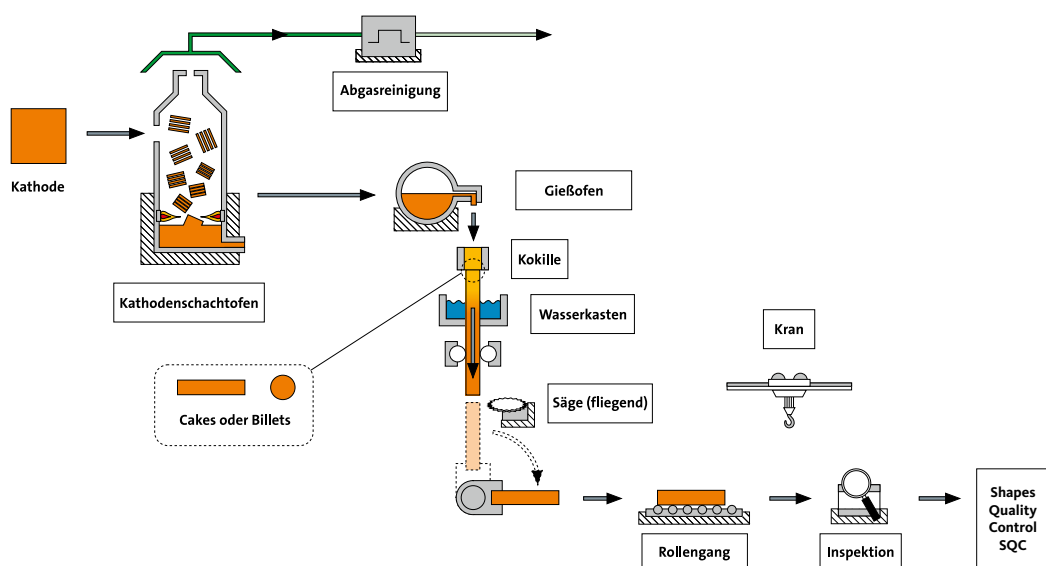 Abgasreinigung
Kathode
Gießofen
Kokille
Kathodenschachtofen
Wasserkasten
Kran
Säge (fliegend)
Cakes oder Billets
Rollengang
Inspektion
Shapes
Quality
Control
SQC